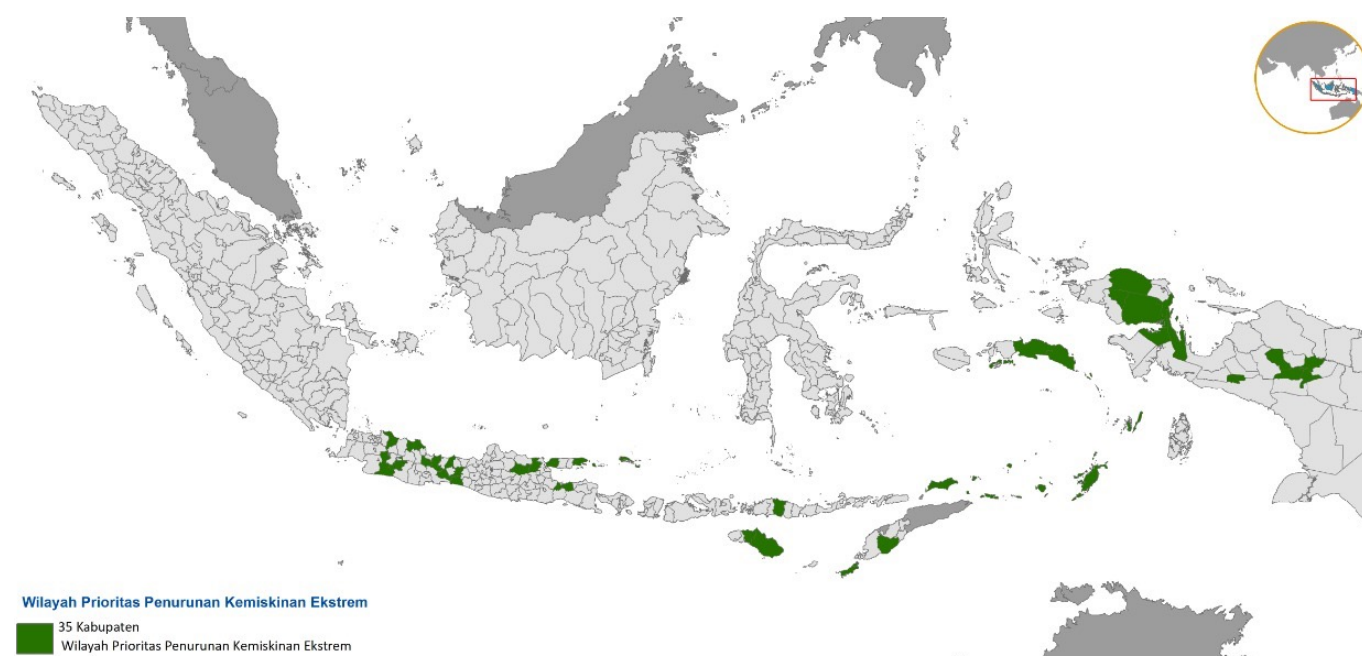 Wilayah Prioritas Penurunan Kemiskinan Ekstrem
35 Kabupaten
Wilayah Prioritas Penurunan Kemiskinan Ekstrem